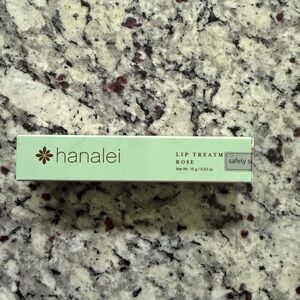 hanalei
LIP TREATM
ROSE
Net Wt. 15 g / 0.53 oz
safety s